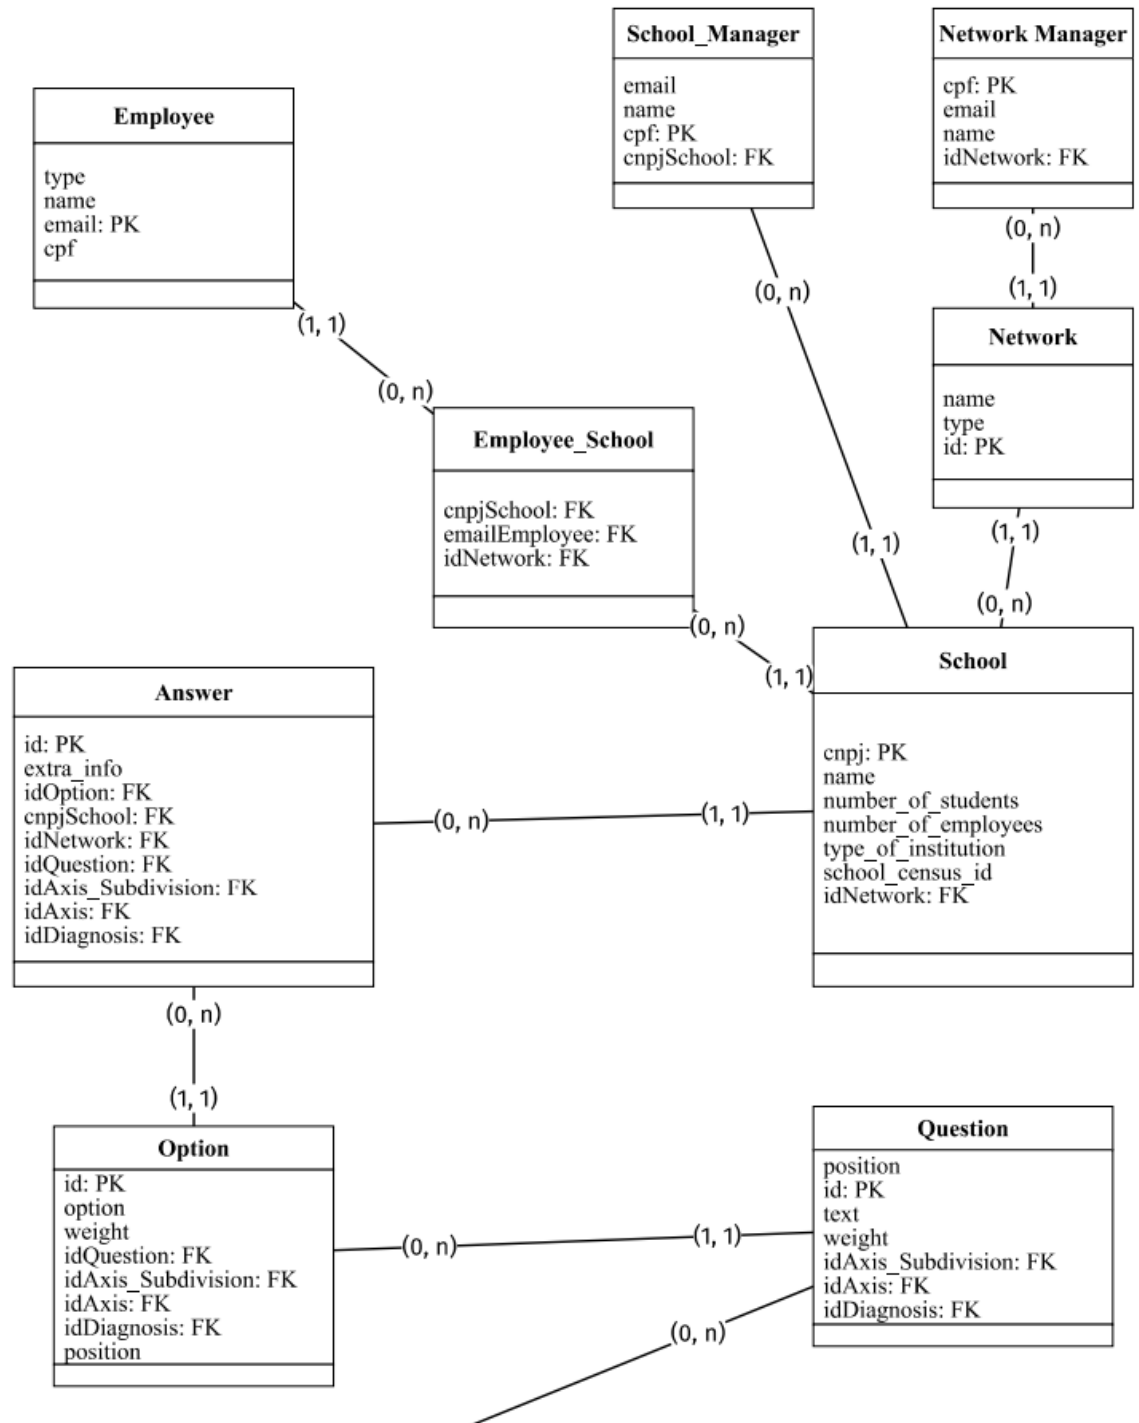 School_Manager
email
name
cpf: PK
cnpjSchool: FK
Network Manager
cpf: PK
email
name
idNetwork: FK
Employee
type
name
email: PK
cpf
(0, n)
(1, 1)
(0, n)
(1, 1)
Network
name
type
id: PK
(1, 1)
(0, n)
Employee_School
cnpjSchool: FK
emailEmployee: FK
idNetwork: FK
(1, 1)
(1, 1)
(0, n)
(0, n)
(1, 1)
School
cnpj: PK
name
number_of_students
number_of_employees
type_of_institution
school_census_id
idNetwork: FK
Answer
id: PK
extra_info
idOption: FK
cnpjSchool: FK
idNetwork: FK
idQuestion: FK
idAxis_Subdivision: FK
idAxis: FK
idDiagnosis: FK
(0, n)
(1, 1)
(0, n)
(1, 1)
Option
id: PK
option
weight
idQuestion: FK
idAxis_Subdivision: FK
idAxis: FK
idDiagnosis: FK
position
(0, n)
(1, 1)
Question
position
id: PK
text
weight
idAxis_Subdivision: FK
idAxis: FK
idDiagnosis: FK
(0, n)